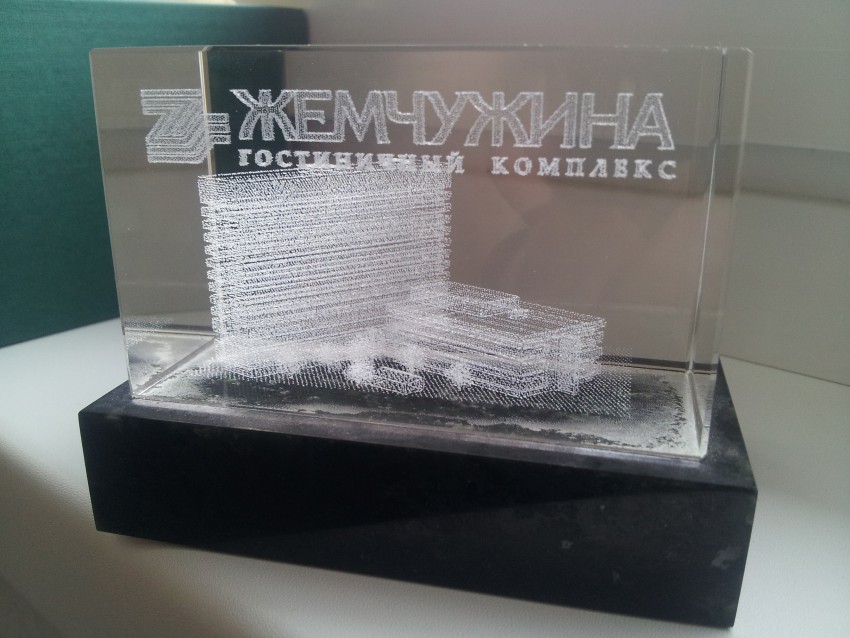 ЖЕМЧУЖИНА
ГОСТИНИЧНЫЙ КОМПЛЕКС